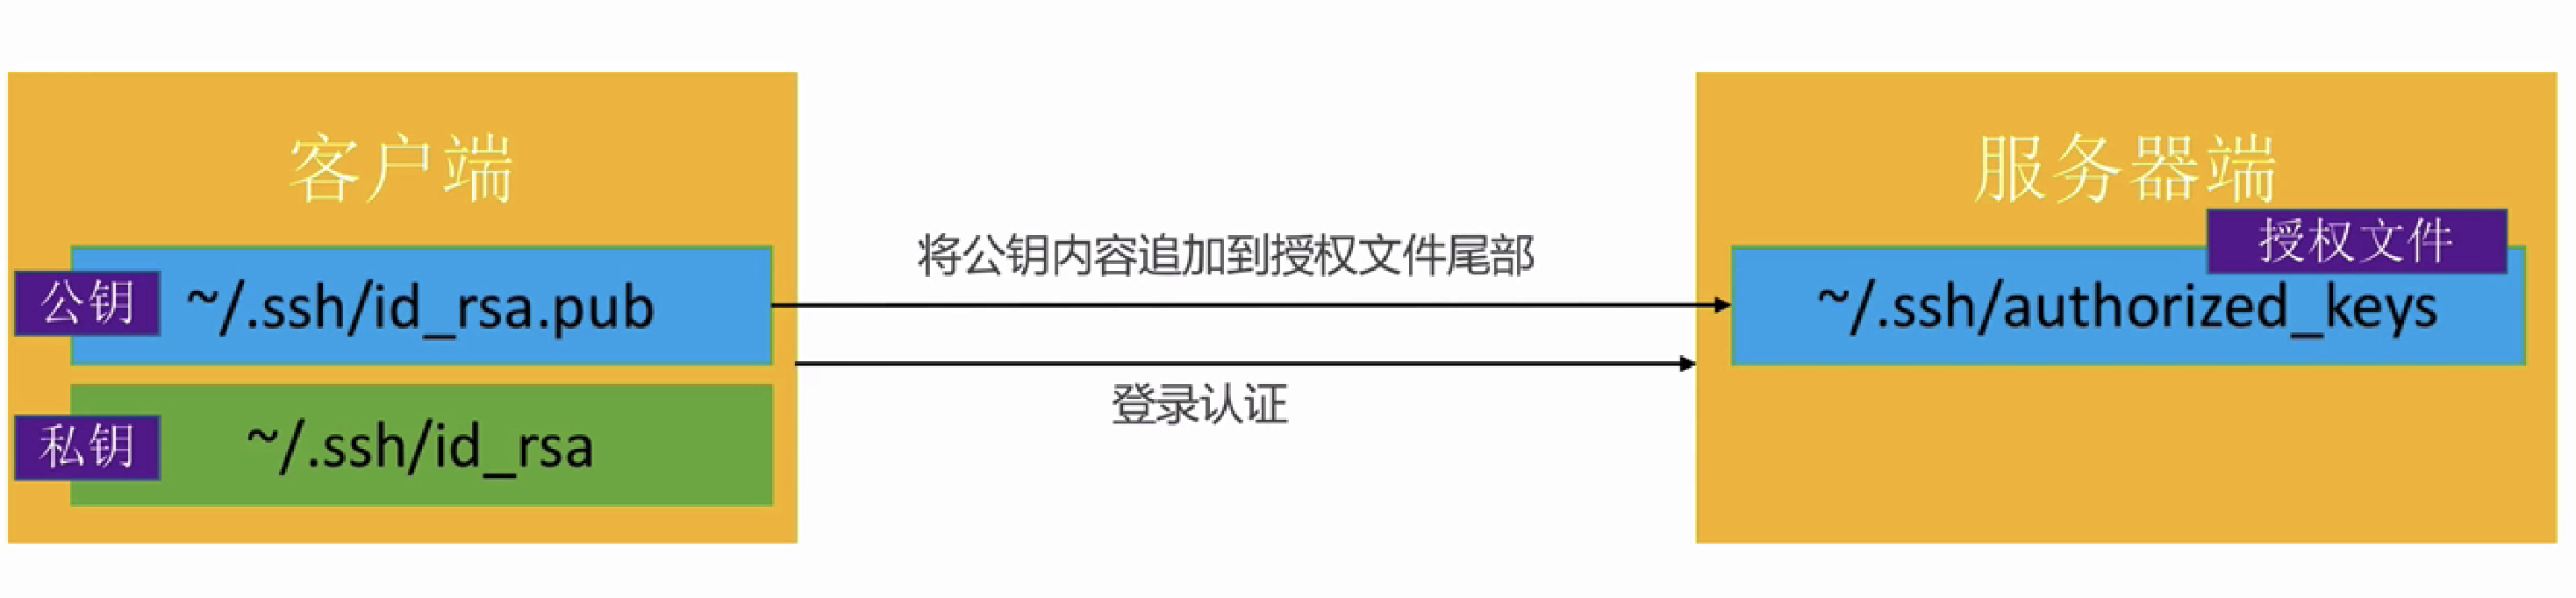 客户端
公钥
~/.ssh/id_rsa.pub
私钥
~/.ssh/id_rsa
将公钥内容追加到授权文件尾部
登录认证
服务器端
授权文件
~/.ssh/authorized_keys